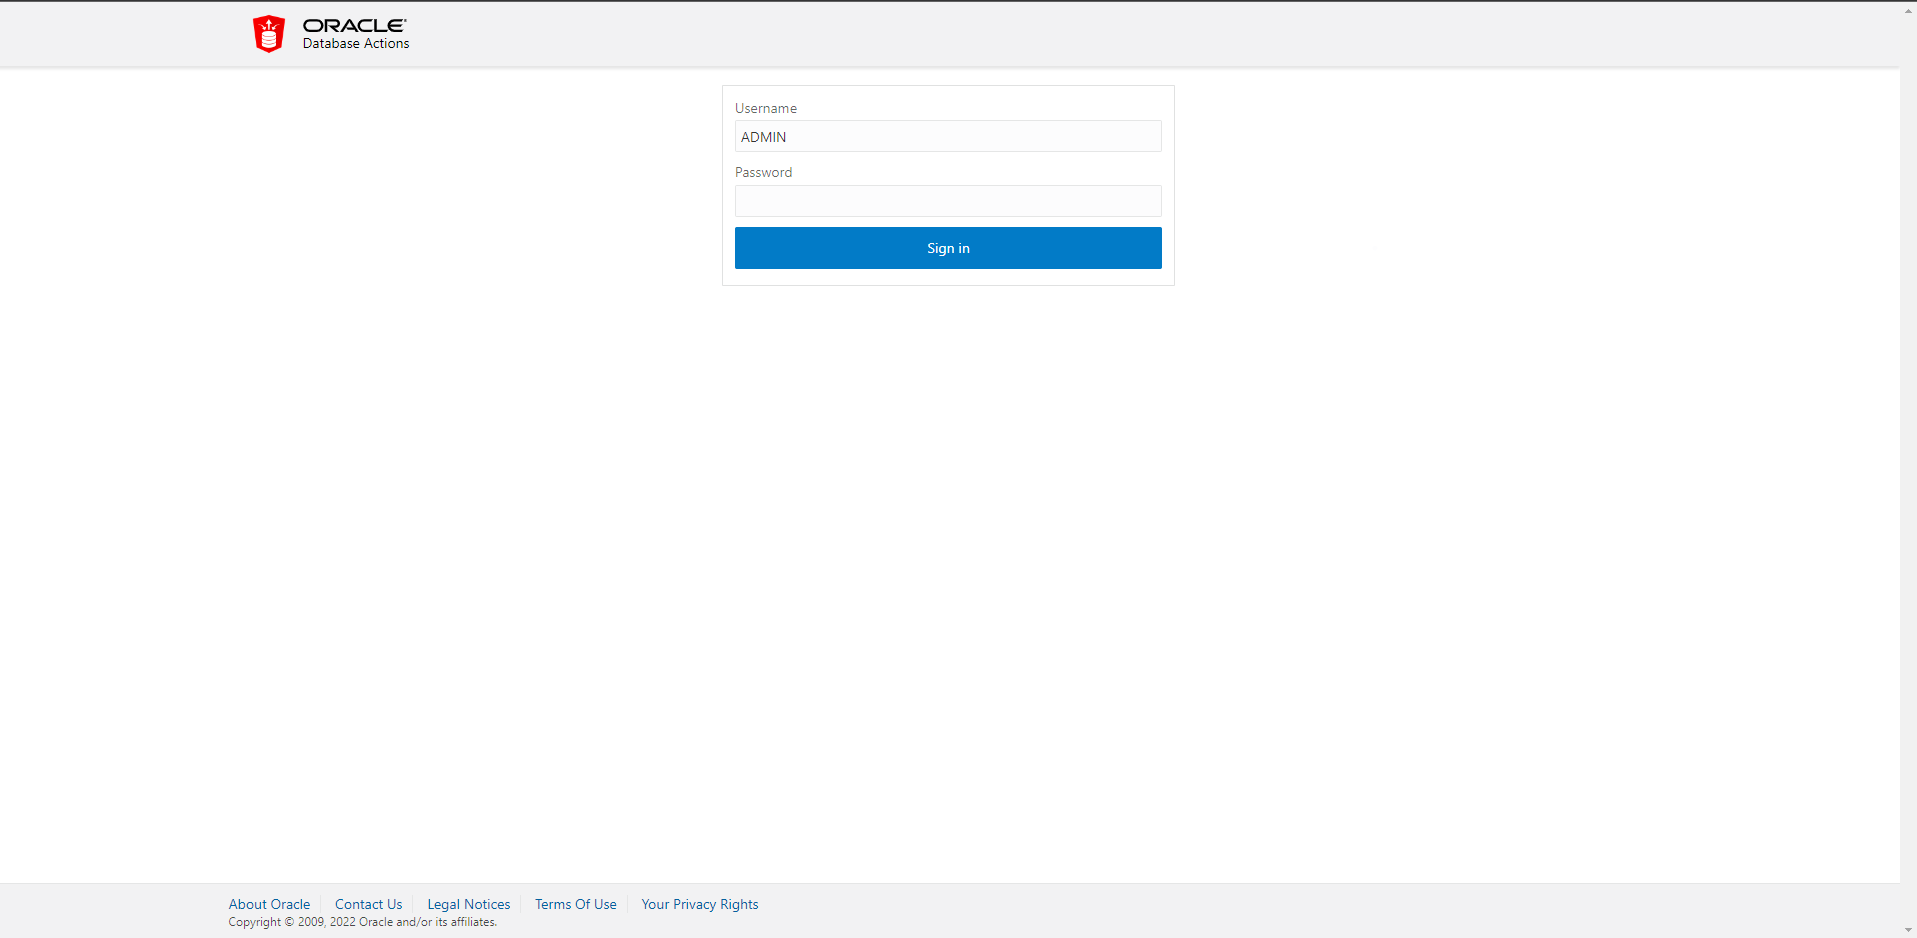 ORACLE
Database Actions
Username
ADMIN
Password
Sign in
About Oracle Contact Us Legal Notices Terms Of Use Your Privacy Rights
Copyright © 2009, 2022 Oracle and/or its affiliates.